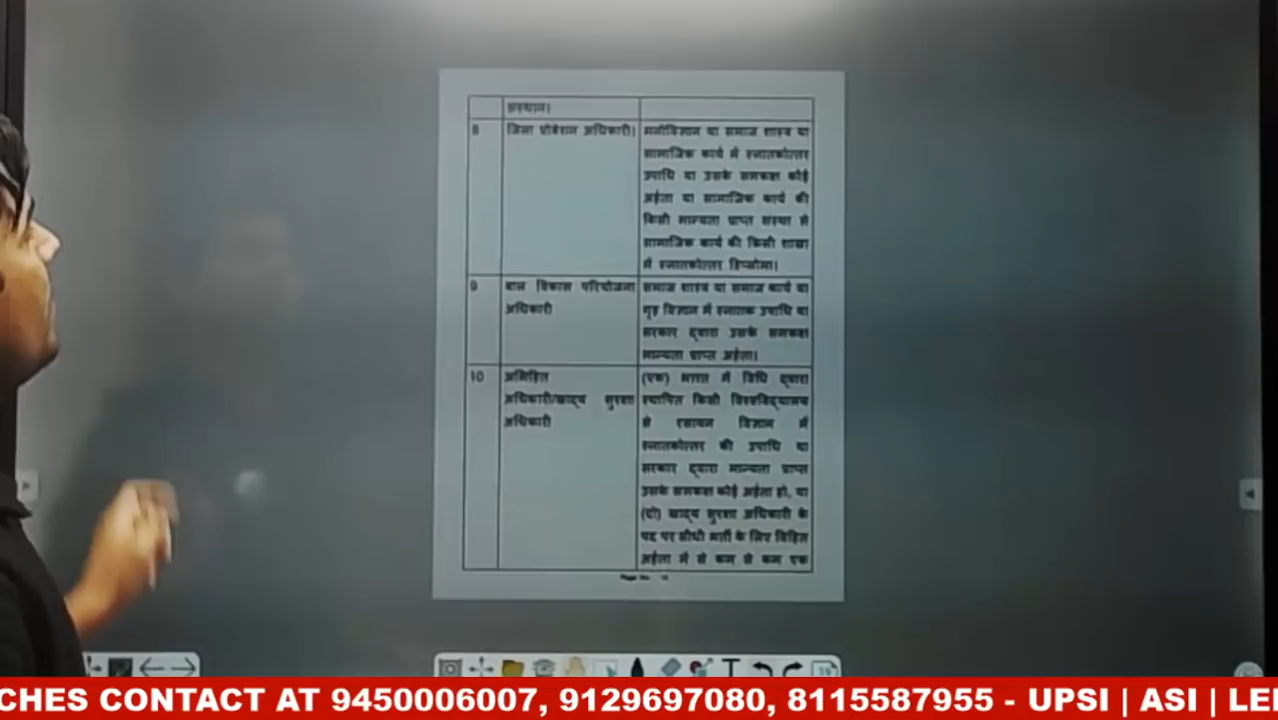 संस्थान।
8 जिला प्रोबेशन अधिकारी। मनोविज्ञान या समाज शास्त्र या
सामाजिक कार्य में स्नातकोत्तर
उपाधि या उसके समकक्ष कोई
अर्हता या सामाजिक कार्य की
किसी मान्यता प्राप्त संस्था से
सामाजिक कार्य की किसी शाखा
में स्नातकोत्तर डिप्लोमा।
9 बाल विकास परियोजना समाज शास्त्र या समाज कार्य या
अधिकारी गृह विज्ञान में स्नातक उपाधि या
सरकार द्वारा उसके समकक्ष
मान्यता प्राप्त अर्हता।
10 अभिहित (एक) भारत में विधि द्वारा
अधिकारी/खाद्य सुरक्षा स्थापित किसी विश्वविद्यालय
अधिकारी से रसायन विज्ञान में
स्नातकोत्तर की उपाधि या
सरकार द्वारा मान्यता प्राप्त
उसके समकक्ष कोई अर्हता हो, या
(दो) खाद्य सुरक्षा अधिकारी के
पद पर सीधी भर्ती के लिए विहित
अर्हता में से कम से कम एक
Page No
CHES CONTACT AT 9450006007, 9129697080, 8115587955 - UPSI | ASI | LE